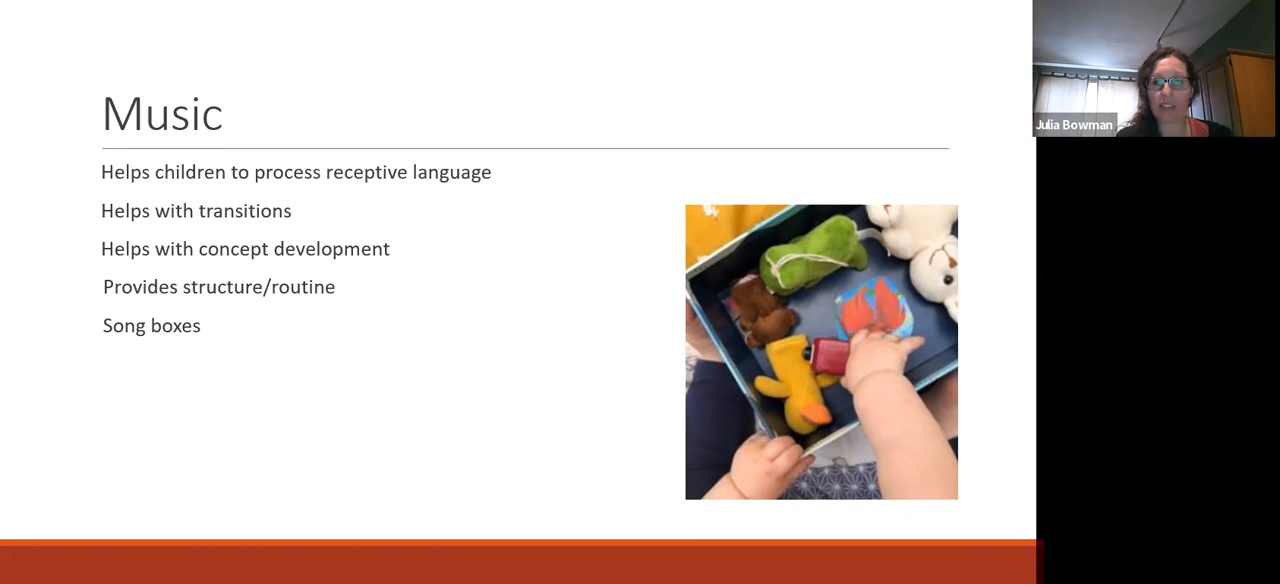 Music
Helps children to process receptive language
Helps with transitions
Helps with concept development
Provides structure/routine
Song boxes
Julia Bowman